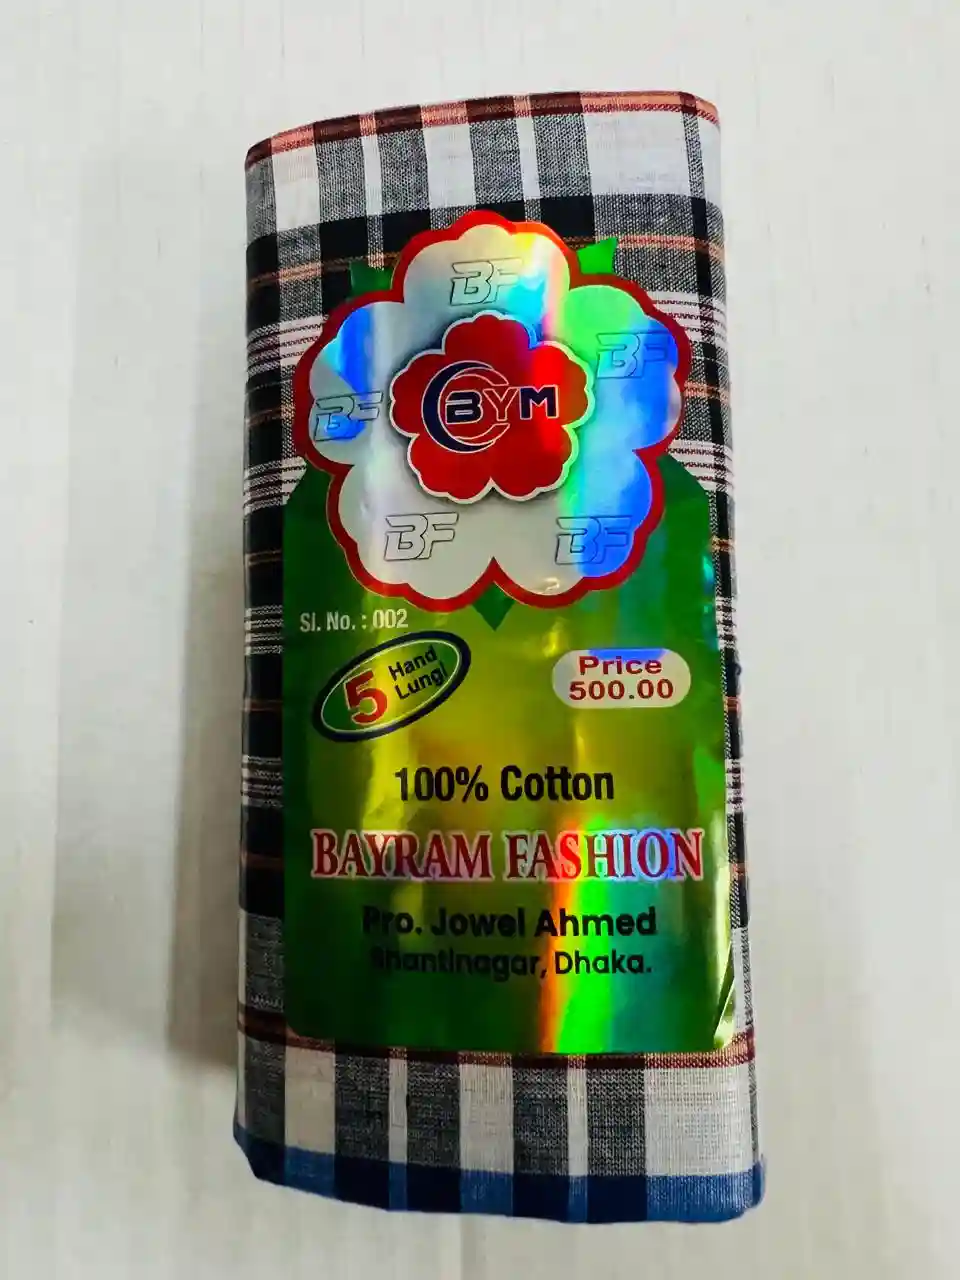 BF
BF
BYM
BF
BF
BF
Sl. No. : 002
5 Hand
Lungi
Price
500.00
100% Cotton
BAYRAM FASHION
Pro. Jowel Ahmed
Shantinagar, Dhaka.